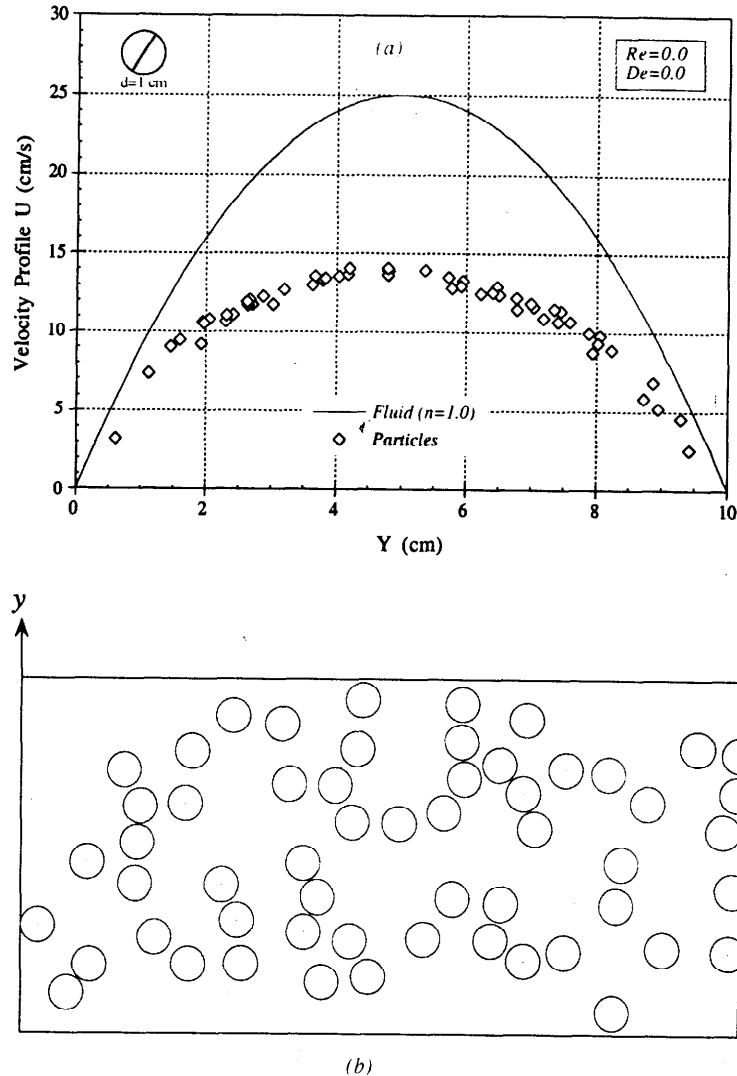 30
25
20
15
10
5
0
Velocity Profile U (cm/s)
d=1 cm
(a)
Re=0.0
De=0.0
Fluid (n=1.0)
Particles
0 2 4 6 8 10
Y (cm)
y
(b)